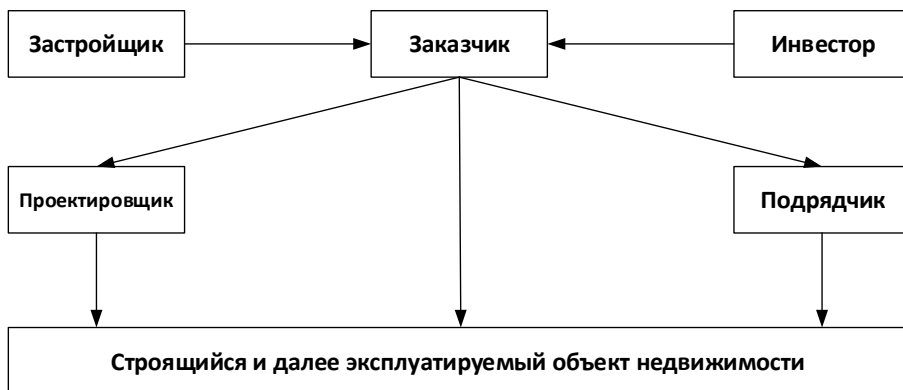 Застройщик
Заказчик
Инвестор
Проектировщик
Подрядчик
Строящийся и далее эксплуатируемый объект недвижимости